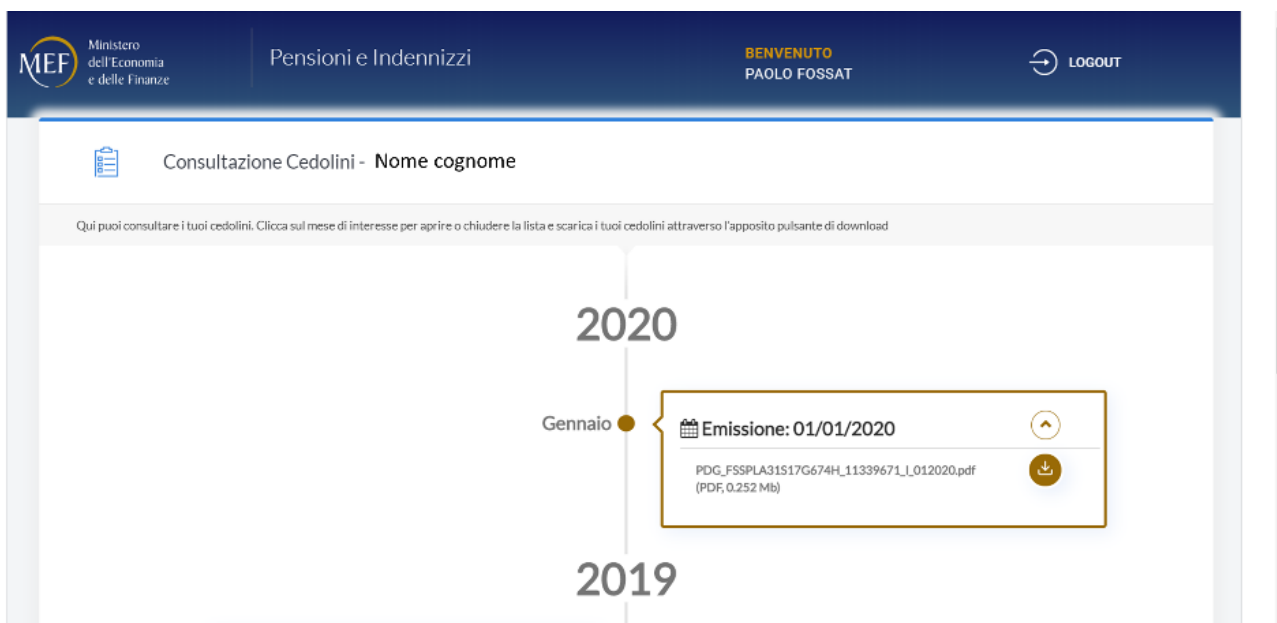 MEF
Ministero
dell'Economia
e delle Finanze
Pensioni e Indennizzi
BENVENUTO
PAOLO FOSSAT
LOGOUT
Consultazione Cedolini - Nome cognome
Qui puoi consultare i tuoi cedolini. Clicca sul mese di interesse per aprire o chiudere la lista e scarica i tuoi cedolini attraverso l'apposito pulsante di download
2020
Gennaio
Emissione: 01/01/2020
PDG_FSSPLA31S17G674H_11339671_I_012020.pdf
(PDF, 0.252 Mb)
2019